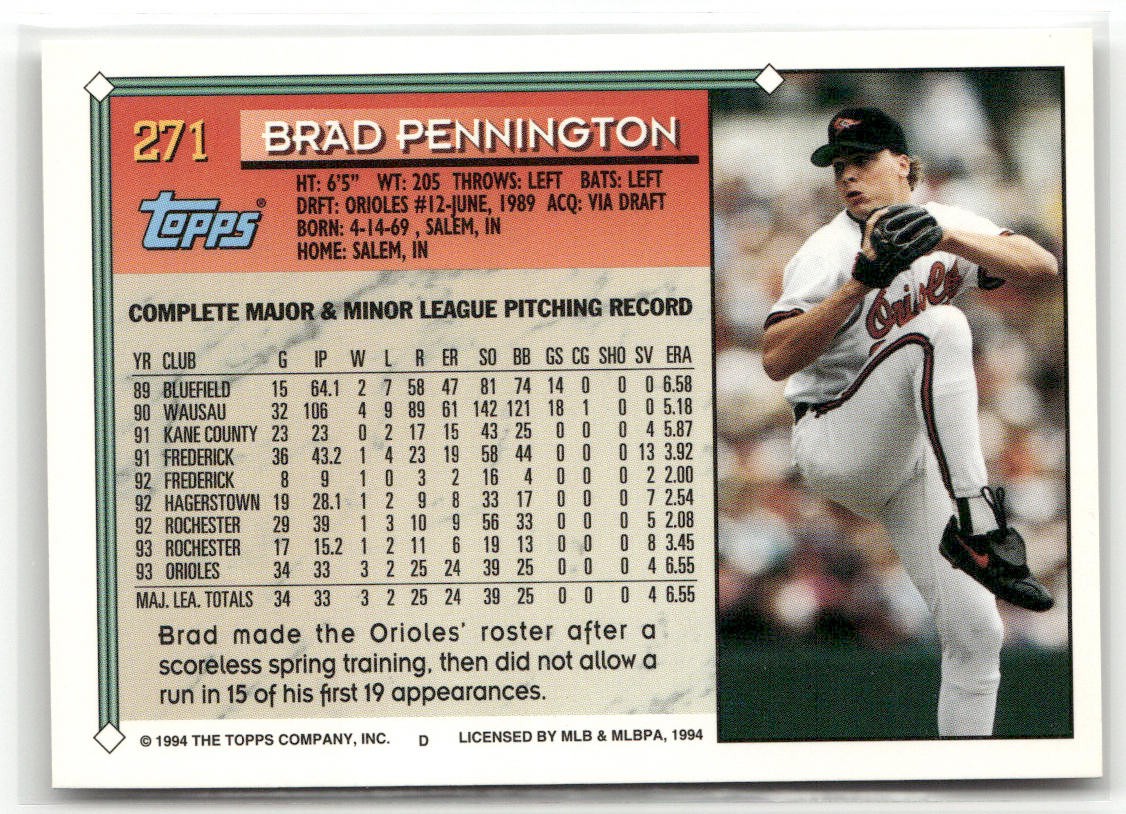 271 BRAD PENNINGTON
TOPPS®
HT: 6'5" WT: 205 THROWS: LEFT BATS: LEFT
DRFT: ORIOLES #12-JUNE, 1989 ACQ: VIA DRAFT
BORN: 4-14-69 , SALEM, IN
HOME: SALEM, IN
COMPLETE MAJOR & MINOR LEAGUE PITCHING RECORD
YR CLUB G IP W L R ER SO BB GS CG SHO SV ERA
89 BLUEFIELD 15 64.1 2 7 58 47 81 74 14 0 0 0 6.58
90 WAUSAU 32 106 4 9 89 61 142 121 18 1 0 0 5.18
91 KANE COUNTY 23 23 0 2 17 15 43 25 0 0 0 4 5.87
91 FREDERICK 36 43.2 1 4 23 19 58 44 0 0 0 13 3.92
92 FREDERICK 8 9 1 0 3 2 16 4 0 0 0 2 2.00
92 HAGERSTOWN 19 28.1 1 2 9 8 33 17 0 0 0 7 2.54
92 ROCHESTER 29 39 1 3 10 9 56 33 0 0 0 5 2.08
93 ROCHESTER 17 15.2 1 2 11 6 19 13 0 0 0 8 3.45
93 ORIOLES 34 33 3 2 25 24 39 25 0 0 0 4 6.55
MAJ. LEA. TOTALS 34 33 3 2 25 24 39 25 0 0 0 4 6.55
Brad made the Orioles' roster after a
scoreless spring training, then did not allow a
run in 15 of his first 19 appearances.
© 1994 THE TOPPS COMPANY, INC. D LICENSED BY MLB & MLBPA, 1994
Orioles